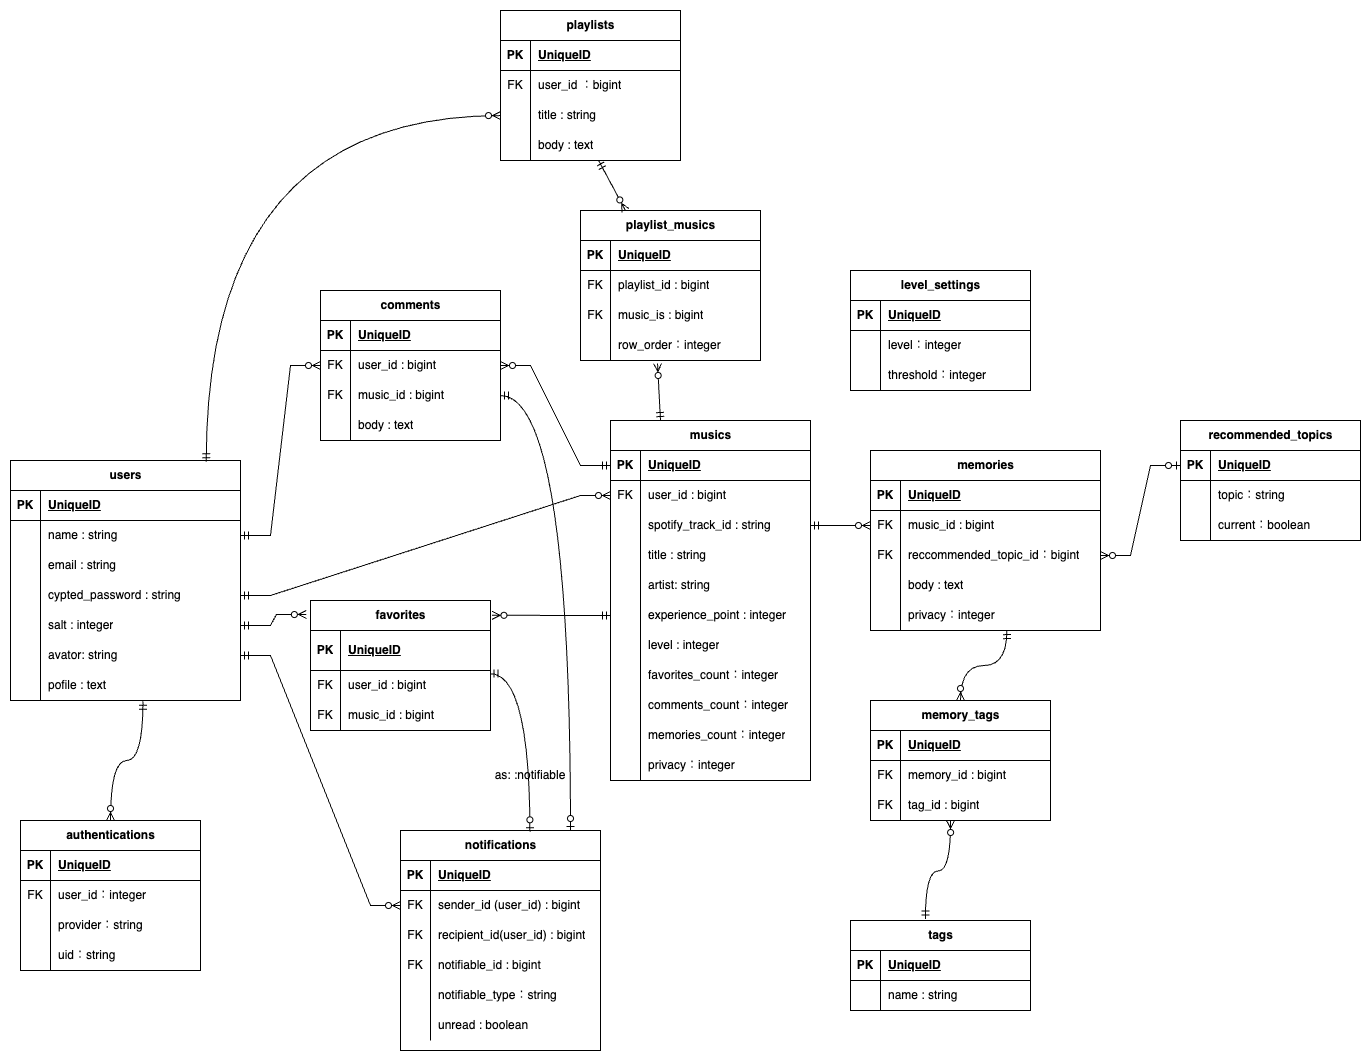 playlists
PK UniqueID
FK user_id ：bigint
title : string
body : text
playlist_musics
PK UniqueID
FK playlist_id : bigint
FK music_is : bigint
row_order：integer
level_settings
PK UniqueID
level：integer
threshold：integer
comments
PK UniqueID
FK user_id : bigint
FK music_id : bigint
body : text
musics
PK UniqueID
FK user_id : bigint
spotify_track_id : string
title : string
artist: string
experience_point : integer
level : integer
favorites_count：integer
comments_count：integer
memories_count：integer
privacy：integer
memories
PK UniqueID
FK music_id : bigint
FK reccommended_topic_id：bigint
body : text
privacy：integer
recommended_topics
PK UniqueID
topic : string
current：boolean
users
PK UniqueID
name : string
email : string
cypted_password : string
salt : integer
avator: string
pofile : text
favorites
PK UniqueID
FK user_id : bigint
FK music_id : bigint
as: :notifiable
memory_tags
PK UniqueID
FK memory_id : bigint
FK tag_id : bigint
authentications
PK UniqueID
FK user_id：integer
provider：string
uid：string
notifications
PK UniqueID
FK sender_id (user_id) : bigint
FK recipient_id(user_id) : bigint
FK notifiable_id : bigint
notifiable_type：string
unread : boolean
tags
PK UniqueID
name : string